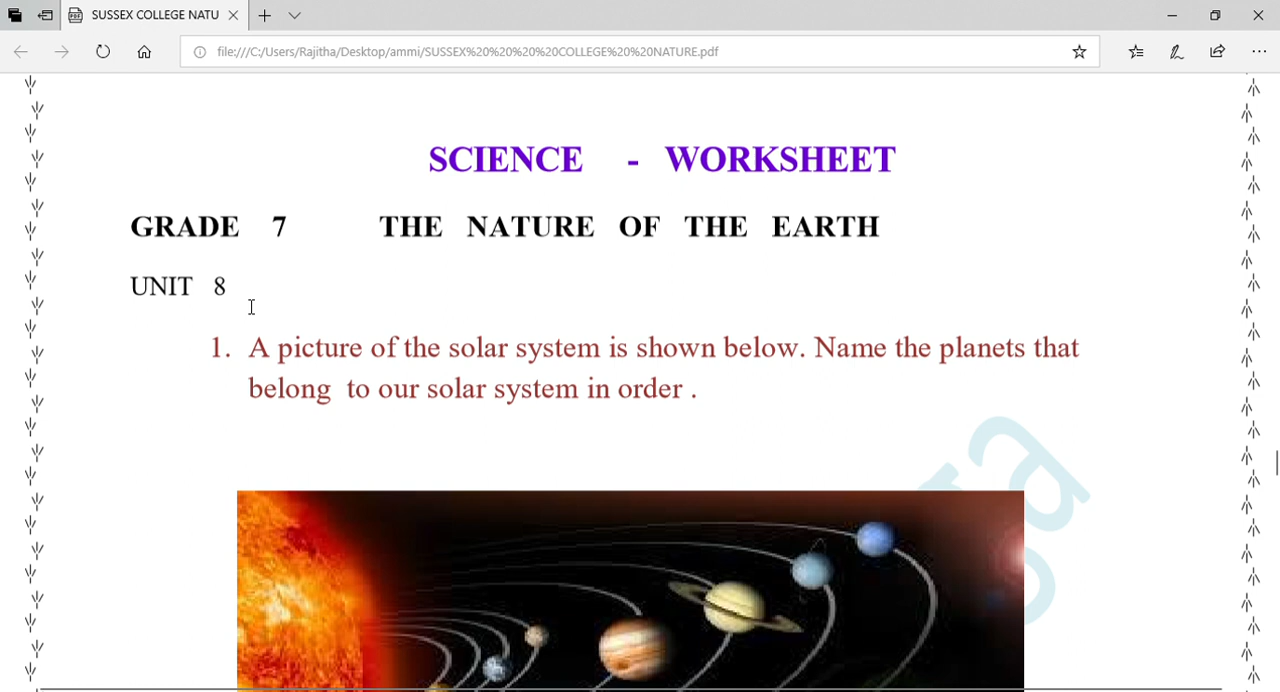 SUSSEX COLLEGE NATU
file:///C:/Users/Rajitha/Desktop/ammi/SUSSEX%20%20%20%20COLLEGE%20%20NATURE.pdf
SCIENCE - WORKSHEET
GRADE 7 THE NATURE OF THE EARTH
UNIT 8
1. A picture of the solar system is shown below. Name the planets that
belong to our solar system in order .